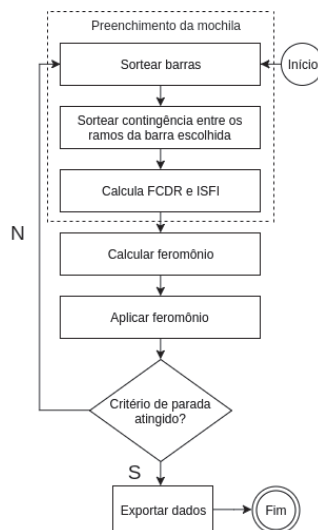 Preenchimento da mochila
Sortear barras
Início
Sortear contingência entre os
ramos da barra escolhida
Calcula FCDR e ISFI
N
Calcular feromônio
Aplicar feromônio
Critério de parada
atingido?
S
Exportar dados
Fim